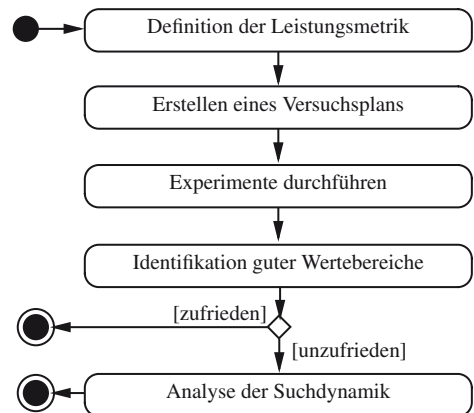 Definition der Leistungsmetrik
Erstellen eines Versuchsplans
Experimente durchführen
Identifikation guter Wertebereiche
[zufrieden]
[unzufrieden]
Analyse der Suchdynamik